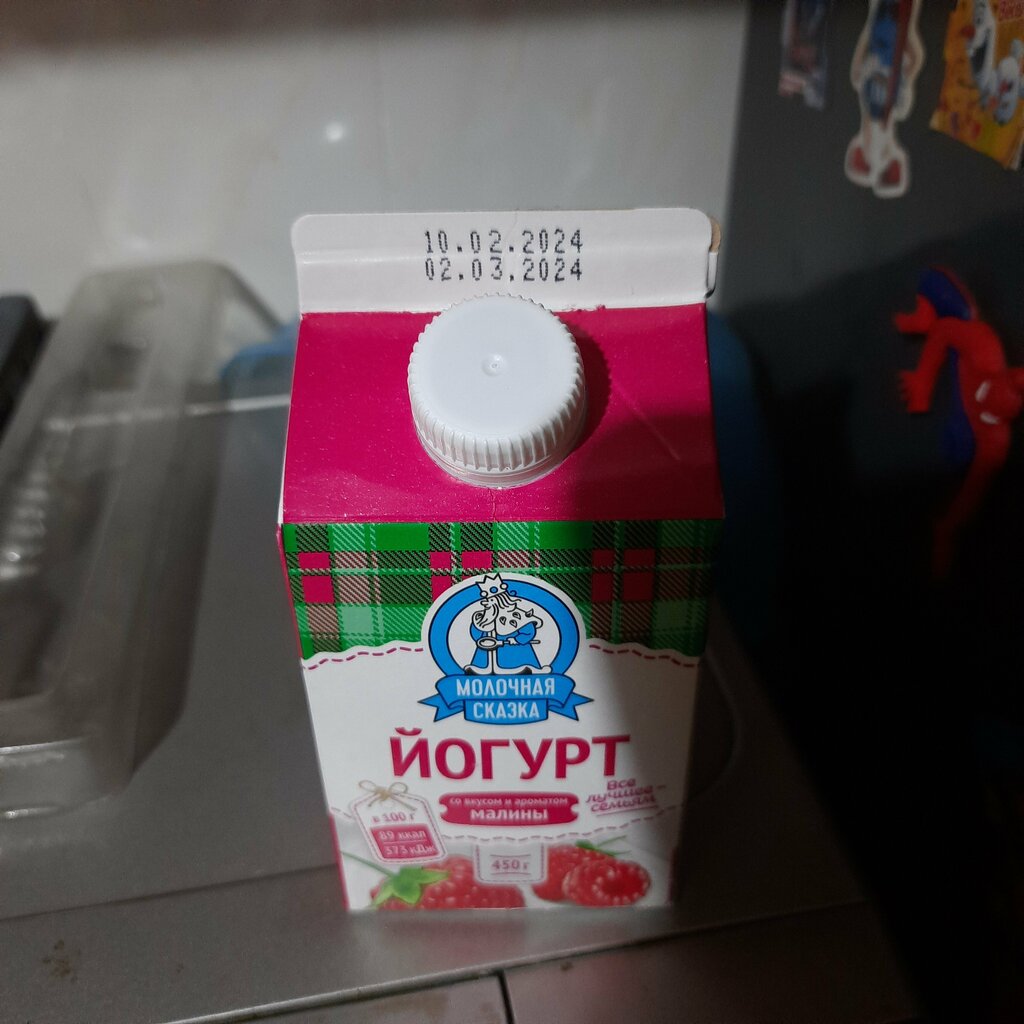 10.02.2024
02.03.2024
МОЛОЧНАЯ
СКАЗКА
ЙОГУРТ
со вкусом и ароматом
малины
Все
лучшее –
семьям
в 100 г
89 ккал
373 кДж
450 г